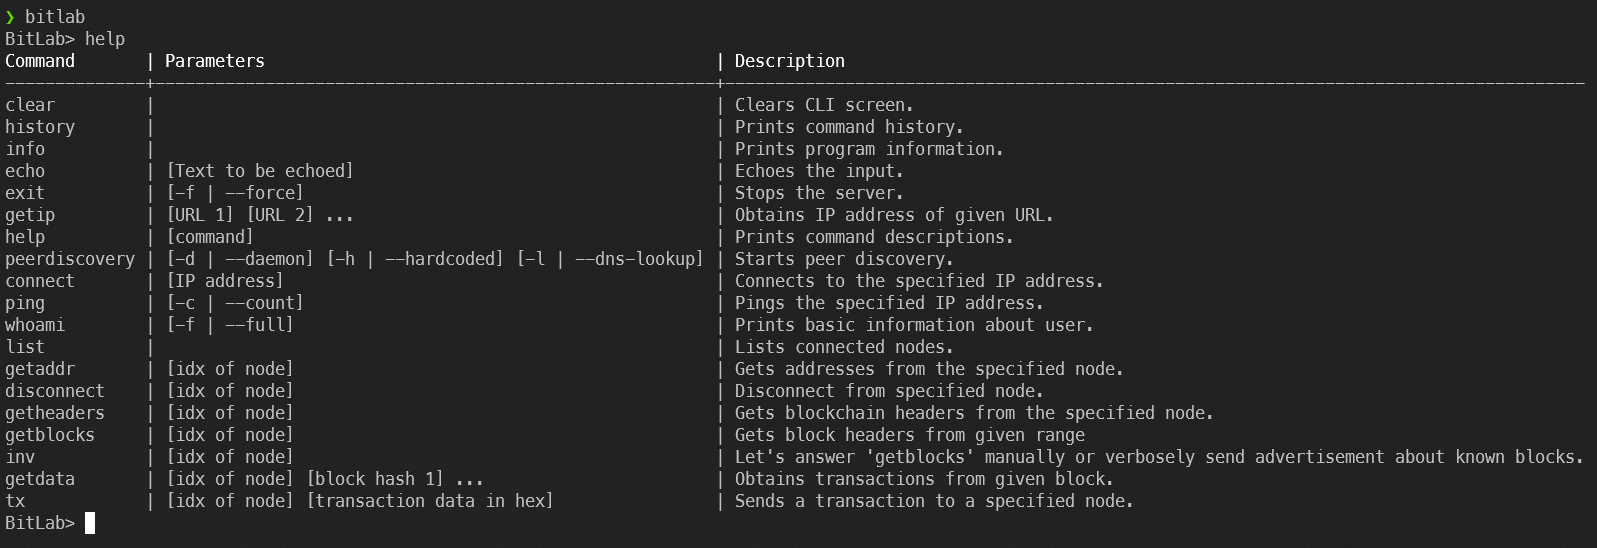 ❯ bitlab
BitLab> help
Command       | Parameters                                             | Description
--------------+--------------------------------------------------------+--------------------------------------------------------------------------------------
clear         |                                                        | Clears CLI screen.
history       |                                                        | Prints command history.
info          |                                                        | Prints program information.
echo          | [Text to be echoed]                                    | Echoes the input.
exit          | [-f | --force]                                         | Stops the server.
getip         | [URL 1] [URL 2] ...                                    | Obtains IP address of given URL.
help          | [command]                                              | Prints command descriptions.
peerdiscovery | [-d | --daemon] [-h | --hardcoded] [-l | --dns-lookup] | Starts peer discovery.
connect       | [IP address]                                           | Connects to the specified IP address.
ping          | [-c | --count]                                         | Pings the specified IP address.
whoami        | [-f | --full]                                          | Prints basic information about user.
list          |                                                        | Lists connected nodes.
getaddr       | [idx of node]                                          | Gets addresses from the specified node.
disconnect    | [idx of node]                                          | Disconnect from specified node.
getheaders    | [idx of node]                                          | Gets blockchain headers from the specified node.
getblocks     | [idx of node]                                          | Gets block headers from given range
inv           | [idx of node]                                          | Let's answer 'getblocks' manually or verbosely send advertisement about known blocks.
getdata       | [idx of node] [block hash 1] ...                       | Obtains transactions from given block.
tx            | [idx of node] [transaction data in hex]                | Sends a transaction to a specified node.
BitLab>